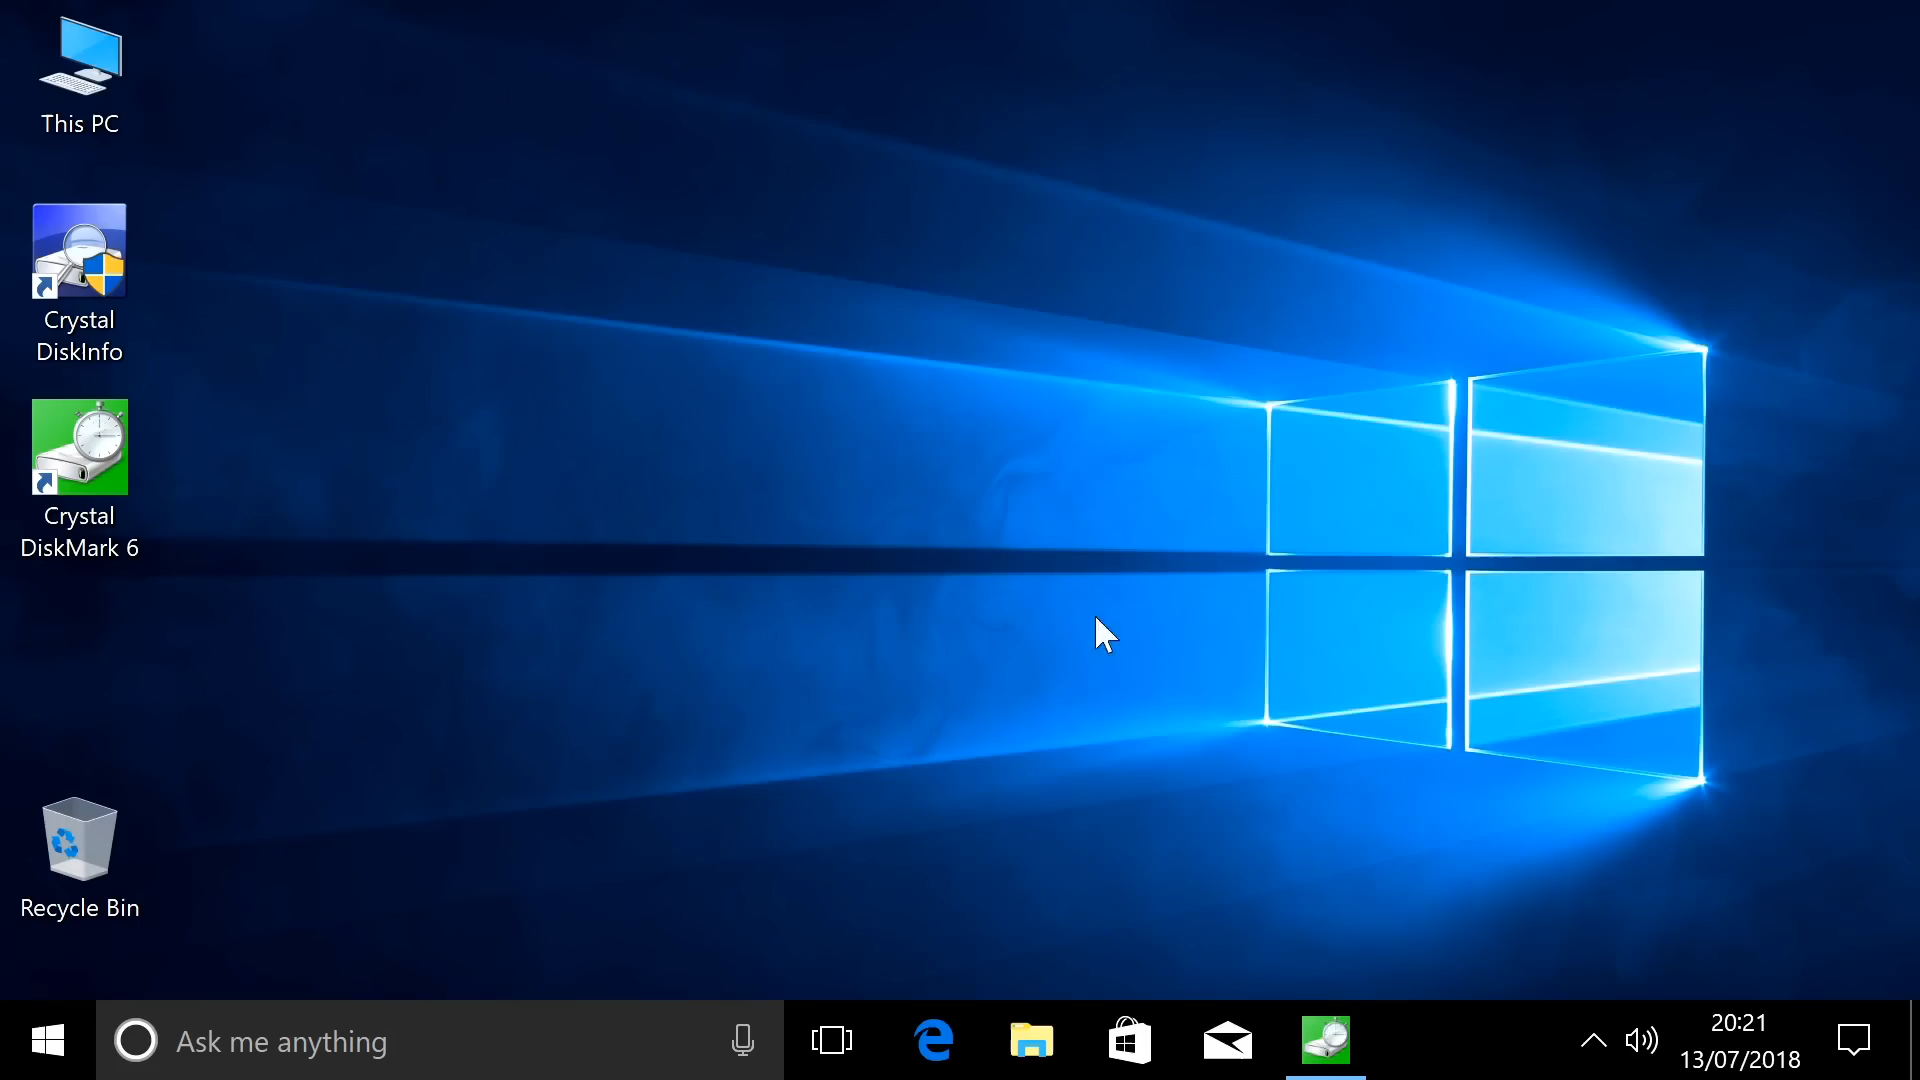 This PC
Crystal
DiskInfo
Crystal
DiskMark 6
Recycle Bin
Ask me anything
20:21
13/07/2018